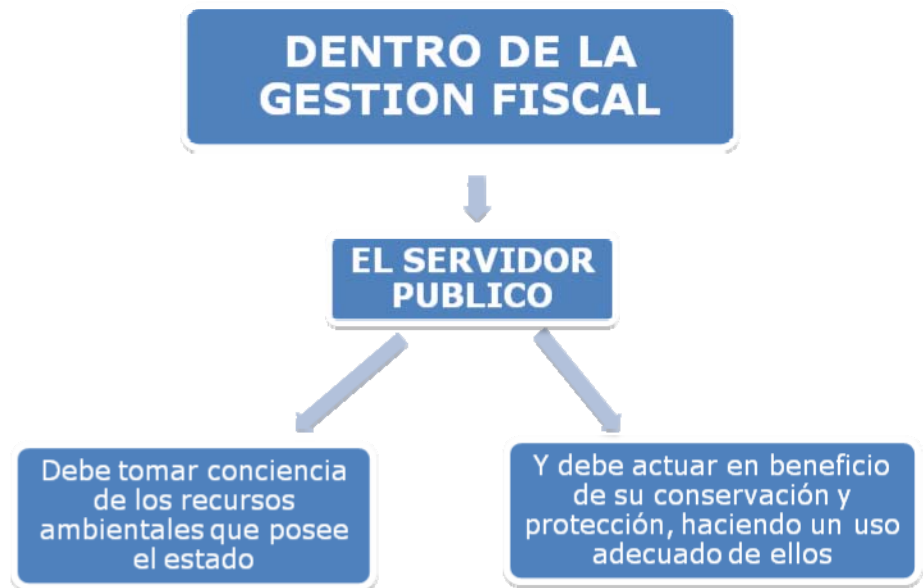 DENTRO DE LA
GESTION FISCAL
EL SERVIDOR
PUBLICO
Debe tomar conciencia
de los recursos
ambientales que posee
el estado
Y debe actuar en beneficio
de su conservación y
protección, haciendo un uso
adecuado de ellos